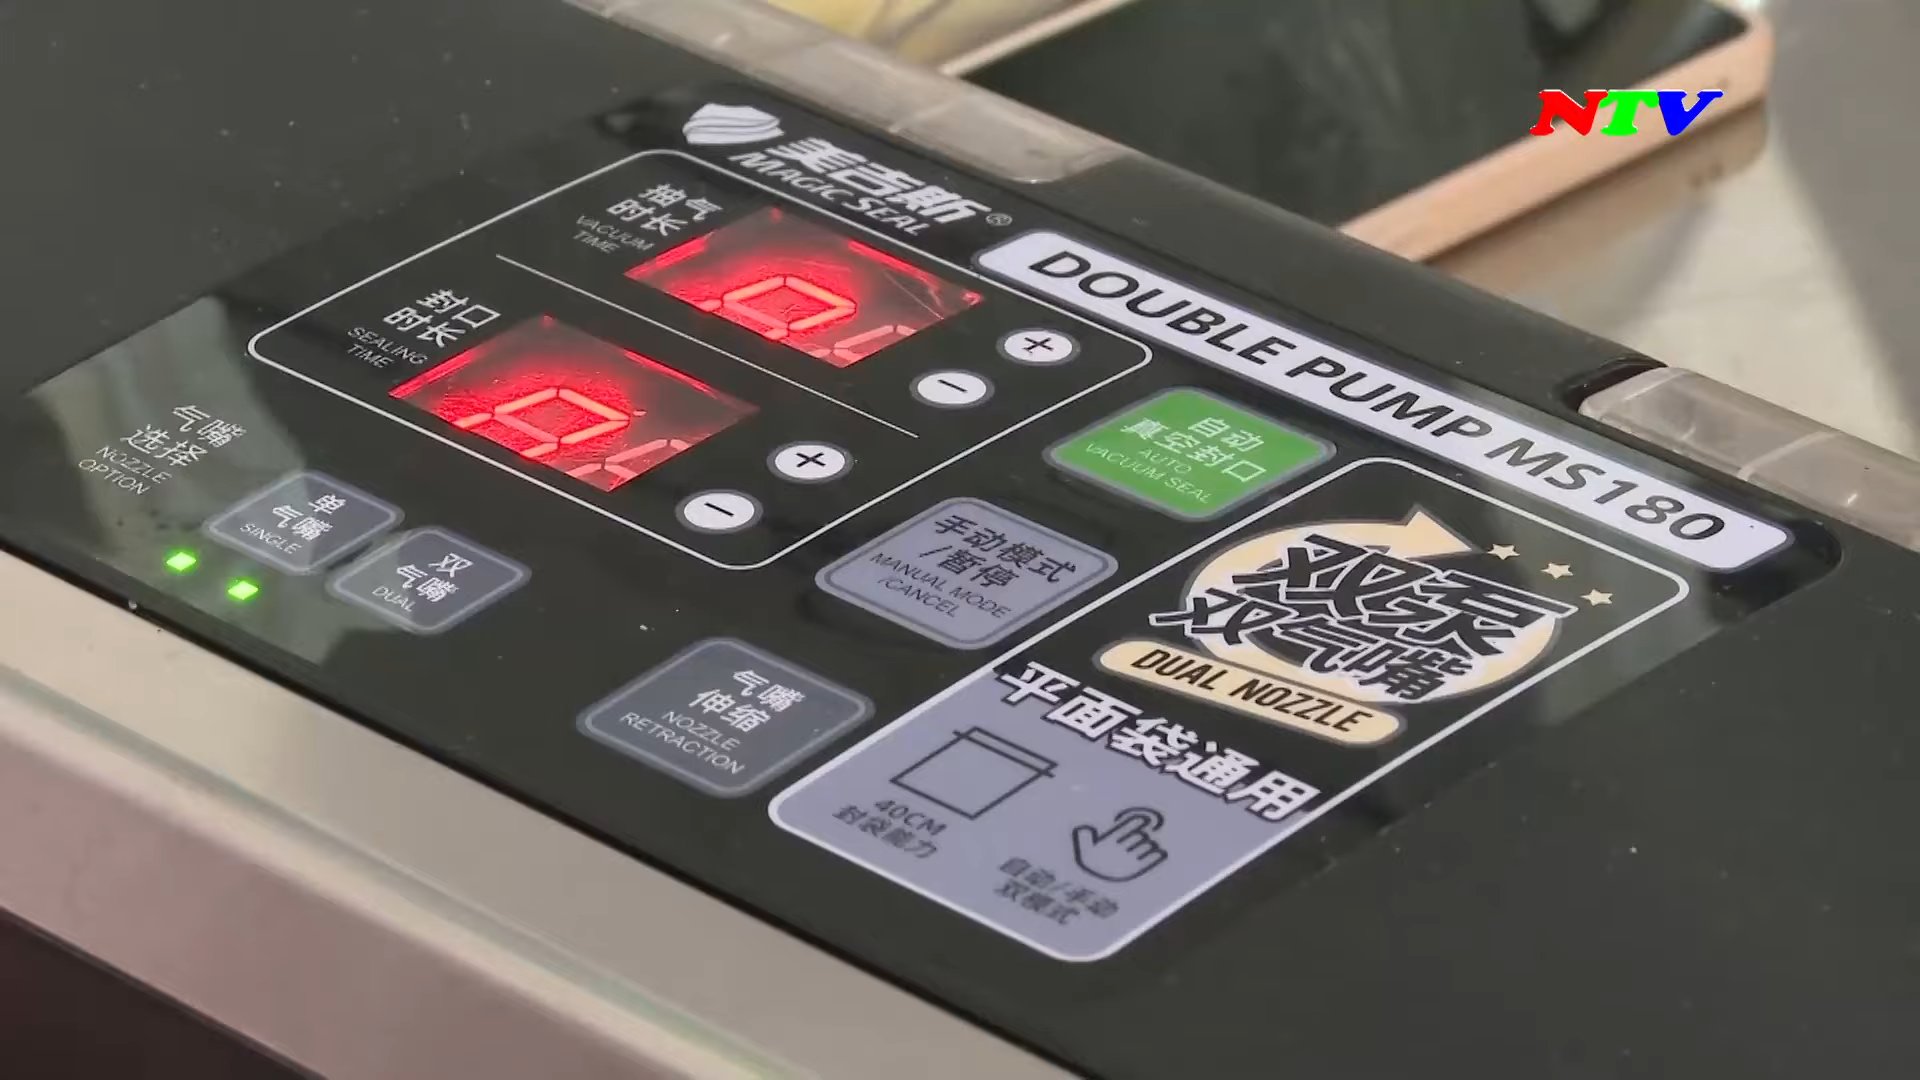 NTV
美吉斯®
MAGIC SEAL
DOUBLE PUMP MS180
抽气
时长
VACUUM
TIME
封口
时长
SEALING
TIME
+
−
+
−
气嘴
选择
NOZZLE
OPTION
单
气嘴
SINGLE
双
气嘴
DUAL
自动
真空封口
AUTO
VACUUM SEAL
手动模式
/暂停
MANUAL MODE
/CANCEL
气嘴
伸缩
NOZZLE
RETRACTION
双泵
双气嘴
DUAL NOZZLE
平面袋通用
40CM
封袋能力
自动/手动
双模式